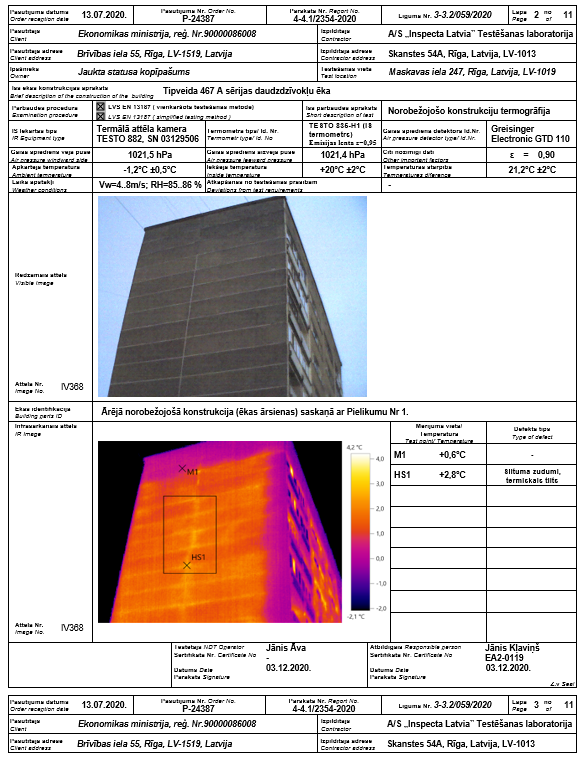 Pasūtījuma datums 13.07.2020. Pasūtījuma Nr. Order No. Paraksta Nr. Report No. Līguma Nr. 3-3.2/059/2020 Lapa 2 no 11
Order reception date P-24387 4-4.1/2354-2020 Page of
Pasūtītājs Ekonomikas ministrija, reģ. Nr.90000086008 Izpildītājs A/S „Inspecta Latvia” Testēšanas laboratorija
Client Contractor
Pasūtītāja adrese Brīvības iela 55, Rīga, LV-1519, Latvija Izpildītāja adrese Skanstes 54A, Rīga, Latvija, LV-1013
Client address Contractor address
Īpašnieks Jaukta statusa kopīpašums Testēšanas vieta Maskavas iela 247, Rīga, LV-1019
Owner Test location
Īss ēkas konstrukcijas apraksts Tipveida 467 A sērijas daudzdzīvokļu ēka
Brief description of the construction of the building
Pārbaudes procedūra LVS EN 13187 ( vienkāršota testēšanas metode) Īss pārbaudes apraksts Norobežojošo konstrukciju termogrāfija
Examination procedure LVS EN 13187 ( simplified testing method ) Short description of test
IS Iekārtas tips Termālā attēla kamera Termometra tips/ Id. Nr. TESTO 835-H1 (IS termometrs) Gaisa spiediena detektora Id.Nr. Greisinger
IR Equipment type TESTO 882, SN 03129506 Termometr type/ Id. No Emisijas lenta ε=0,95 Air pressure detector type/ Id.Nr. Electronic GTD 110
Gaisa spiediens vēja pusē 1021,5 hPa Gaisa spiediens aizvēja pusē 1021,4 hPa Citi nozīmīgi dati ε = 0,90
Air pressure windward side Air pressure leeward pressure Other important factors
Apkārtējā temperatūra -1,2°C ±0,5°C Iekšējā temperatūra +20°C ±2°C Temperatūras starpība 21,2°C ±2°C
Ambient temperature Inside temperature Temperatures diference
Laika apstākļi Vw=4..8m/s; RH=85..86 % Atkāpšanās no testēšanas prasībām -
Weather conditions Deviations from test requirements
Redzamais attēls
Visible image
Attēla Nr. IV368
Image No.
Ēkas identifikācija Ārējā norobežojošā konstrukcija (ēkas ārsienas) saskaņā ar Pielikumu Nr 1.
Building parts ID
Infrasarkanais attēls Mērījuma vieta/ Temperatūra Defekta tips
IR image Test point/ Temperatur Type of defect
4,2 °C
4,0
3,0
2,0
1,0
0,0
-1,0
-2,0
-2,1 °C
M1
HS1
M1 +0,6°C -
HS1 +2,8°C siltuma zudumi, termiskais tilts
Attēla Nr. IV368
Image No.
Testētājs NDT Operator Jānis Āva Atbildīgais Responsible person Jānis Kļaviņš
Sertifikāta Nr. Certificate No - Sertifikāta Nr. Certificate No EA2-0119
Datums Date 03.12.2020. Datums Date 03.12.2020.
Paraksts Signature Paraksts Signature
Z.v Seal
Pasūtījuma datums 13.07.2020. Pasūtījuma Nr. Order No. Paraksta Nr. Report No. Līguma Nr. 3-3.2/059/2020 Lapa 3 no 11
Order reception date P-24387 4-4.1/2354-2020 Page of
Pasūtītājs Ekonomikas ministrija, reģ. Nr.90000086008 Izpildītājs A/S „Inspecta Latvia” Testēšanas laboratorija
Client Contractor
Pasūtītāja adrese Brīvības iela 55, Rīga, LV-1519, Latvija Izpildītāja adrese Skanstes 54A, Rīga, Latvija, LV-1013
Client address Contractor address